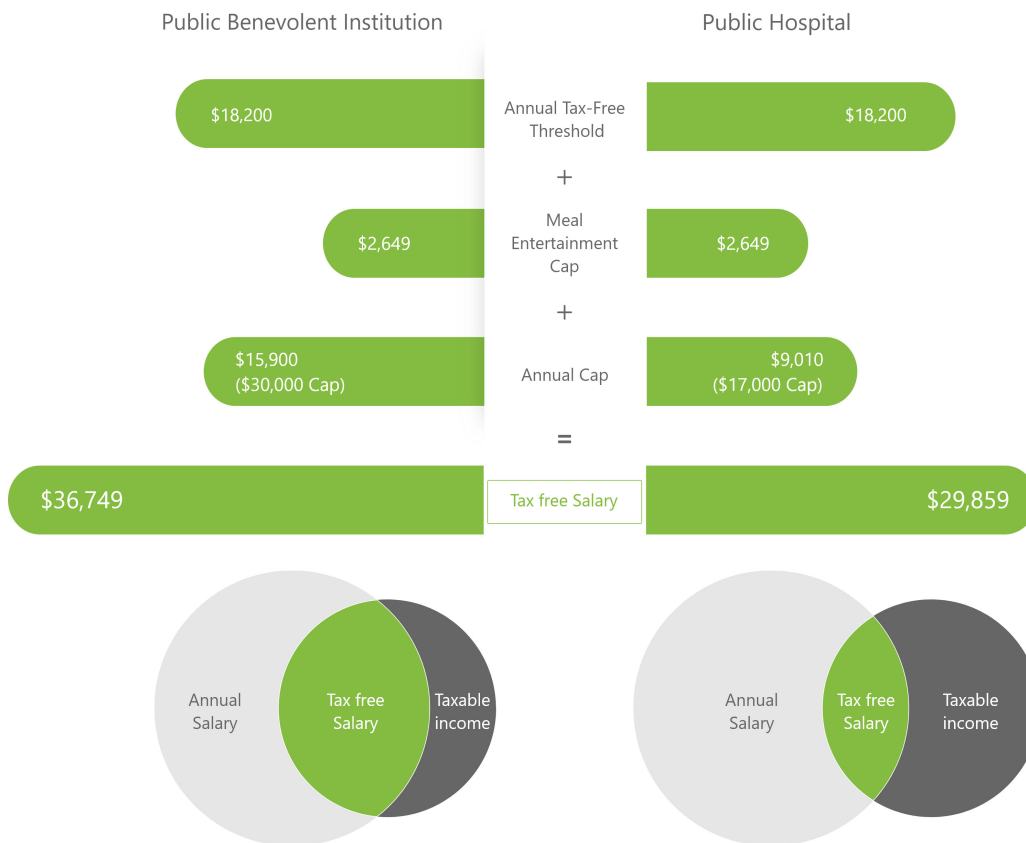 Public Benevolent Institution
Public Hospital
$18,200
Annual Tax-Free
Threshold
$18,200
+
$2,649
Meal
Entertainment
Cap
$2,649
+
$15,900
($30,000 Cap)
Annual Cap
$9,010
($17,000 Cap)
=
$36,749
Tax free Salary
$29,859
Annual
Salary
Tax free
Salary
Taxable
income
Annual
Salary
Tax free
Salary
Taxable
income